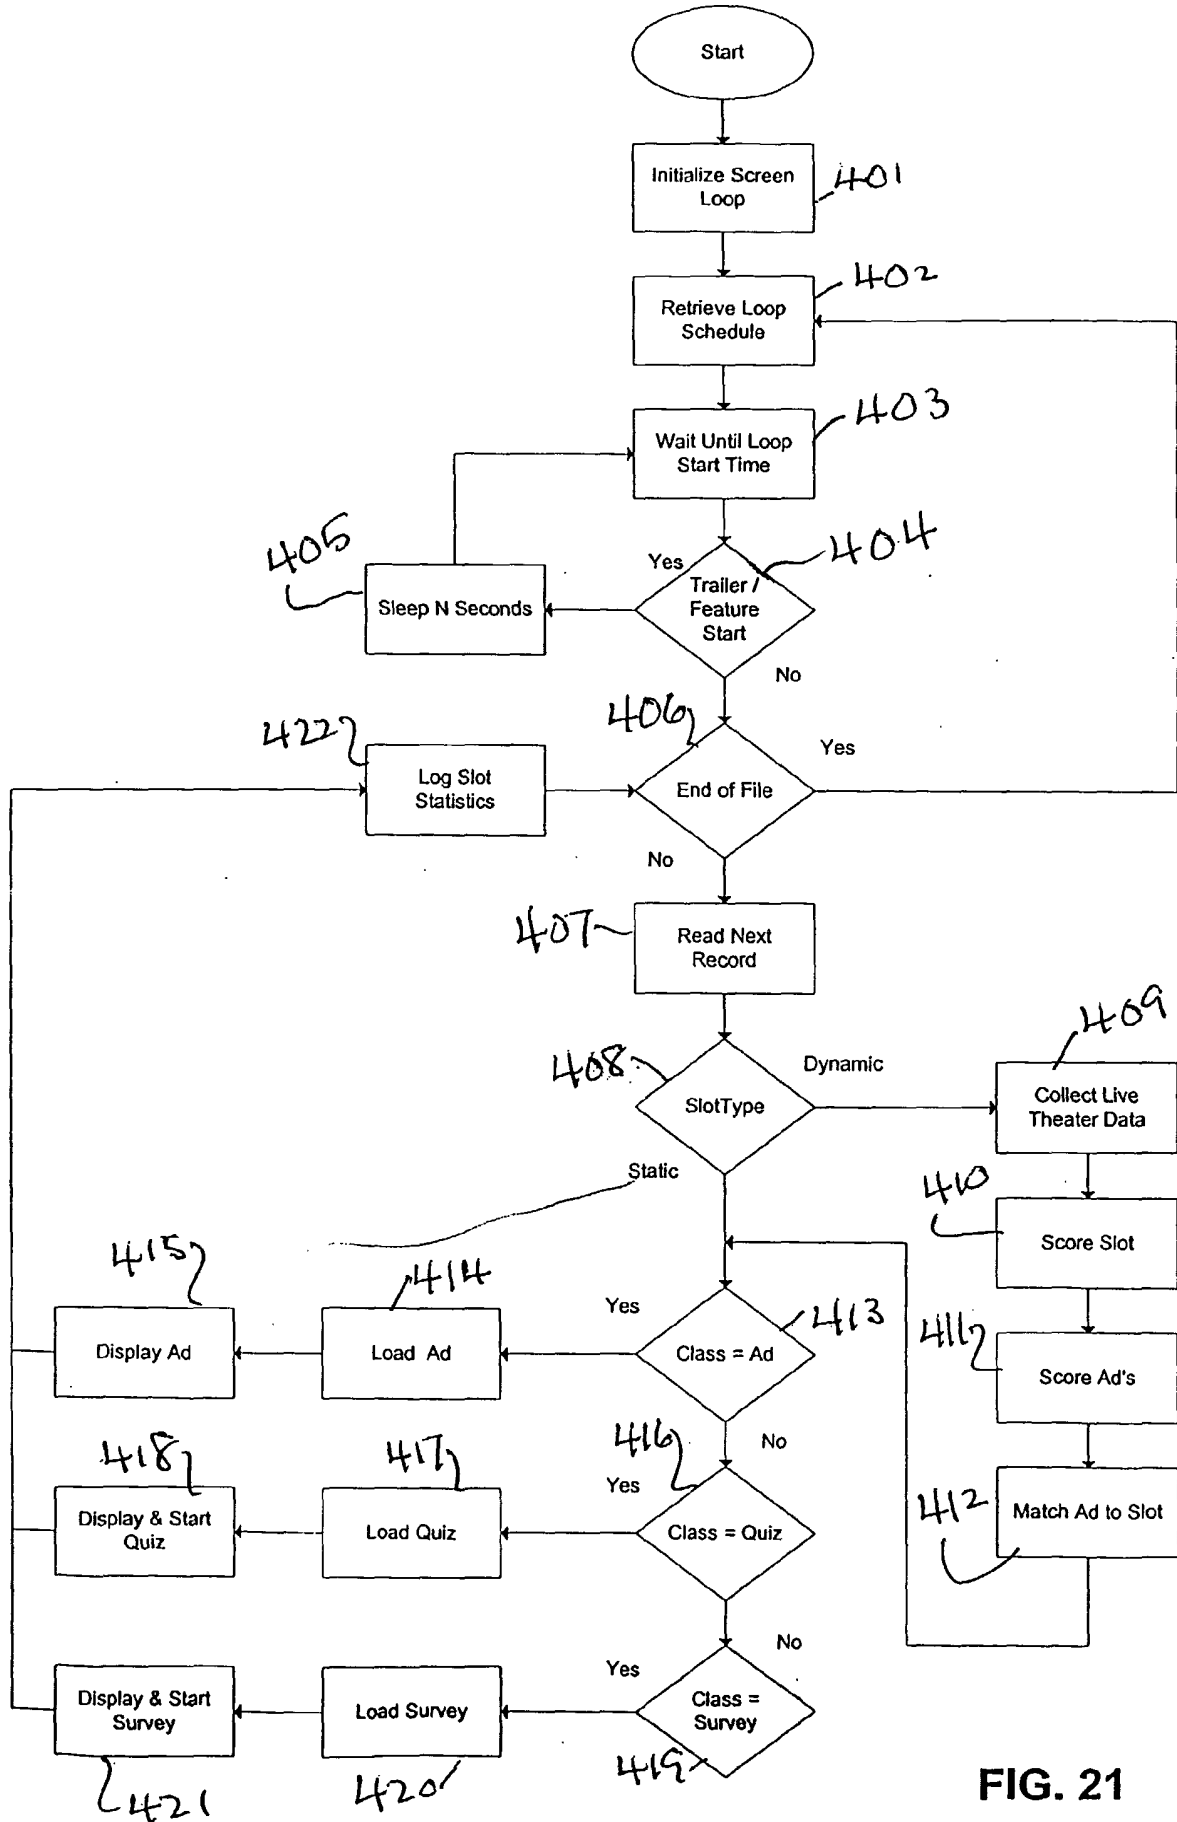 Start
Initialize Screen
Loop
401
402
Retrieve Loop
Schedule
403
Wait Until Loop
Start Time
405
404
Yes
Trailer /
Feature
Start
Sleep N Seconds
No
406
422
Yes
Log Slot
Statistics
End of File
No
407
Read Next
Record
409
408
Dynamic
SlotType
Collect Live
Theater Data
Static
410
Score Slot
415
414
Yes
413
411
Display Ad
Load Ad
Class = Ad
Score Ad's
418
417
416
No
Yes
412
Match Ad to Slot
Display & Start
Quiz
Load Quiz
Class = Quiz
No
Yes
Display & Start
Survey
Load Survey
Class =
Survey
419
420
421
FIG. 21